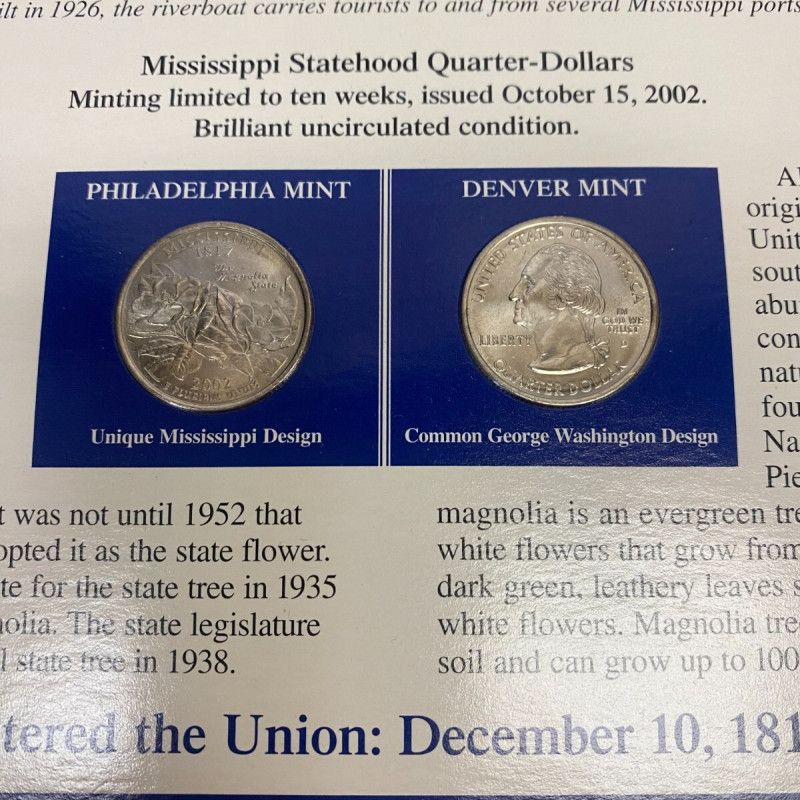 ilt in 1926, the riverboat carries tourists to and from several Mississippi ports
Mississippi Statehood Quarter-Dollars
Minting limited to ten weeks, issued October 15, 2002.
Brilliant uncirculated condition.
PHILADELPHIA MINT
MISSISSIPPI
1817
The
Magnolia
State
2002
E PLURIBUS UNUM
Unique Mississippi Design
DENVER MINT
UNITED STATES OF AMERICA
LIBERTY
IN
GOD WE
TRUST
D
QUARTER DOLLAR
Common George Washington Design
Al
origi
Unit
sout
abu
con
natu
fou
Na
Pie
t was not until 1952 that
opted it as the state flower.
te for the state tree in 1935
nolia. The state legislature
l state tree in 1938.
magnolia is an evergreen tre
white flowers that grow from
dark green, leathery leaves s
white flowers. Magnolia tre
soil and can grow up to 100
tered the Union: December 10, 181